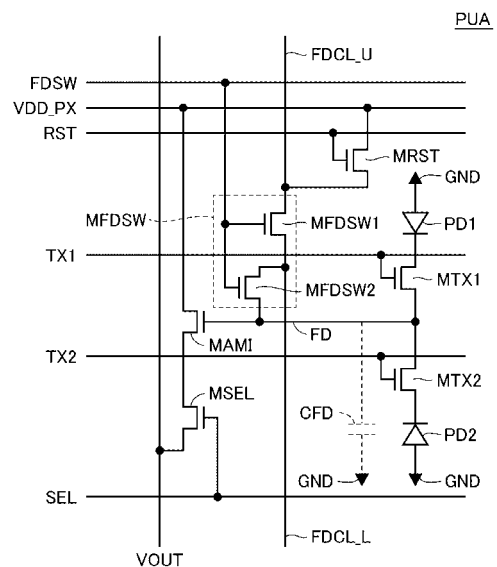 PUA
FDCL_U
FDSW
VDD_PX
RST
MRST
GND
MFDSW
MFDSW1
PD1
TX1
MFDSW2
MTX1
FD
MAMI
TX2
MSEL
MTX2
CFD
PD2
GND
GND
SEL
FDCL_L
VOUT